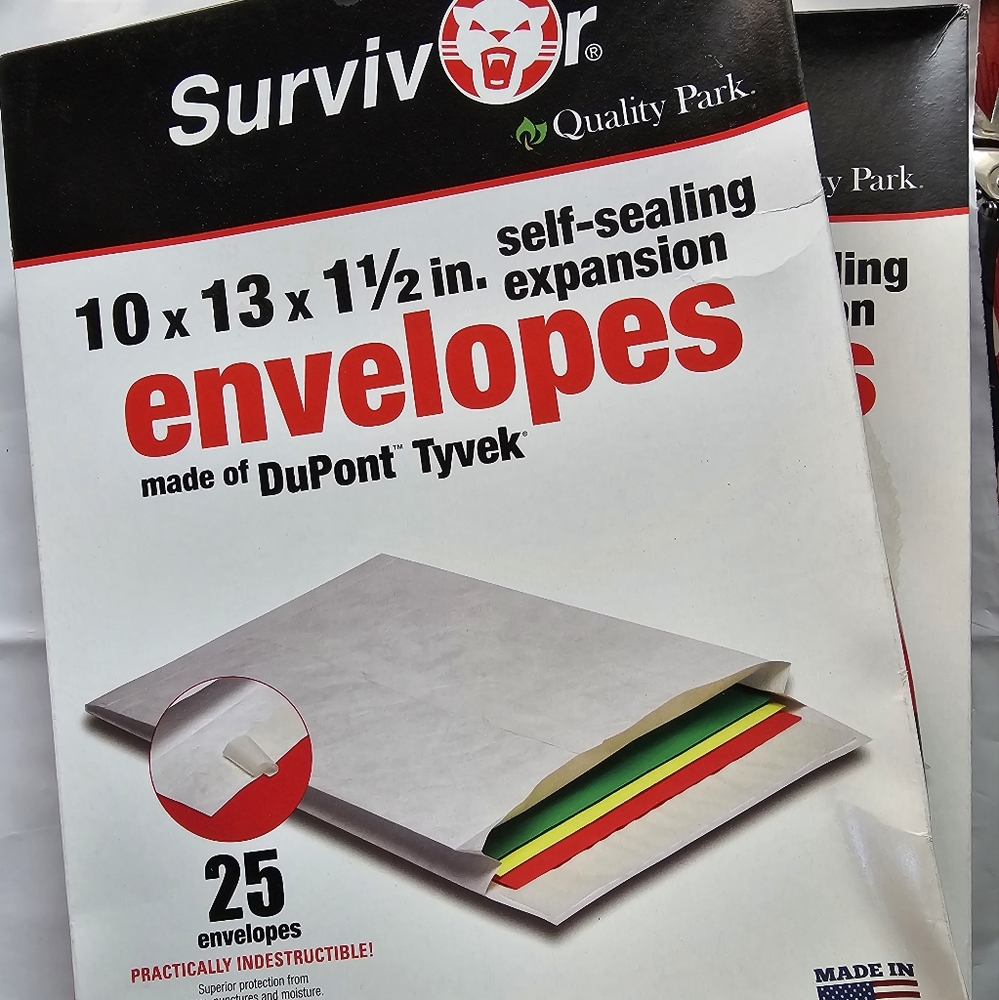 Survivor®
Quality Park.
10 x 13 x 1½ in. self-sealing
expansion
envelopes
made of DuPont™ Tyvek®
25
envelopes
PRACTICALLY INDESTRUCTIBLE!
Superior protection from
punctures and moisture.
MADE IN
y Park.
ling
on
s